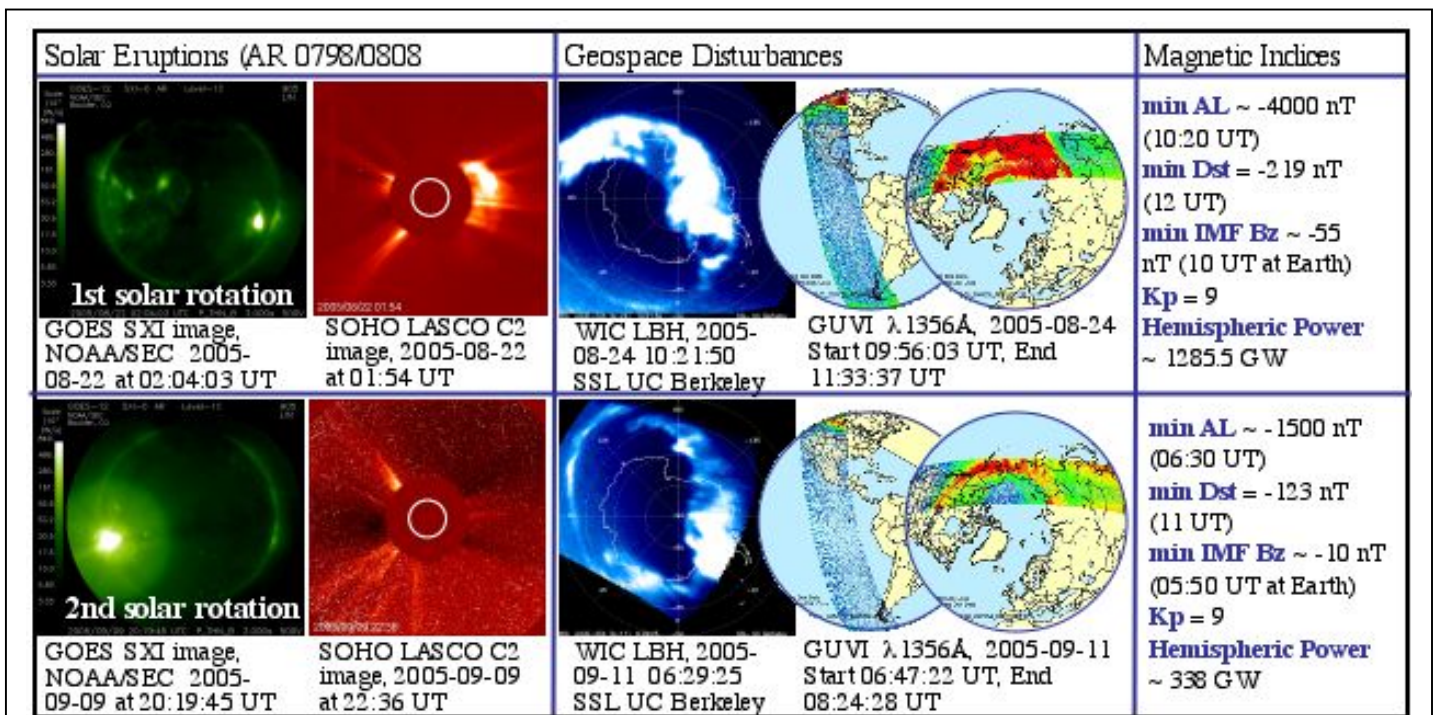 Solar Eruptions (AR 0798/0808
Geospace Disturbances
Magnetic Indices
1st solar rotation
2005/08/22 01:54
GOES SXI image,
NOAA/SEC 2005-
08-22 at 02:04:03 UT
SOHO LASCO C2
image, 2005-08-22
at 01:54 UT
WIC LBH, 2005-
08-24 10:21:50
SSL UC Berkeley
GUVI λ1356Å, 2005-08-24
Start 09:56:03 UT, End
11:33:37 UT
min AL ~ -4000 nT
(10:20 UT)
min Dst = -219 nT
(12 UT)
min IMF Bz ~ -55
nT (10 UT at Earth)
Kp = 9
Hemispheric Power
~ 1285.5 GW
2nd solar rotation
GOES SXI image,
NOAA/SEC 2005-
09-09 at 20:19:45 UT
SOHO LASCO C2
image, 2005-09-09
at 22:36 UT
WIC LBH, 2005-
09-11 06:29:25
SSL UC Berkeley
GUVI λ1356Å, 2005-09-11
Start 06:47:22 UT, End
08:24:28 UT
min AL ~ -1500 nT
(06:30 UT)
min Dst = -123 nT
(11 UT)
min IMF Bz ~ -10 nT
(05:50 UT at Earth)
Kp = 9
Hemispheric Power
~ 338 GW